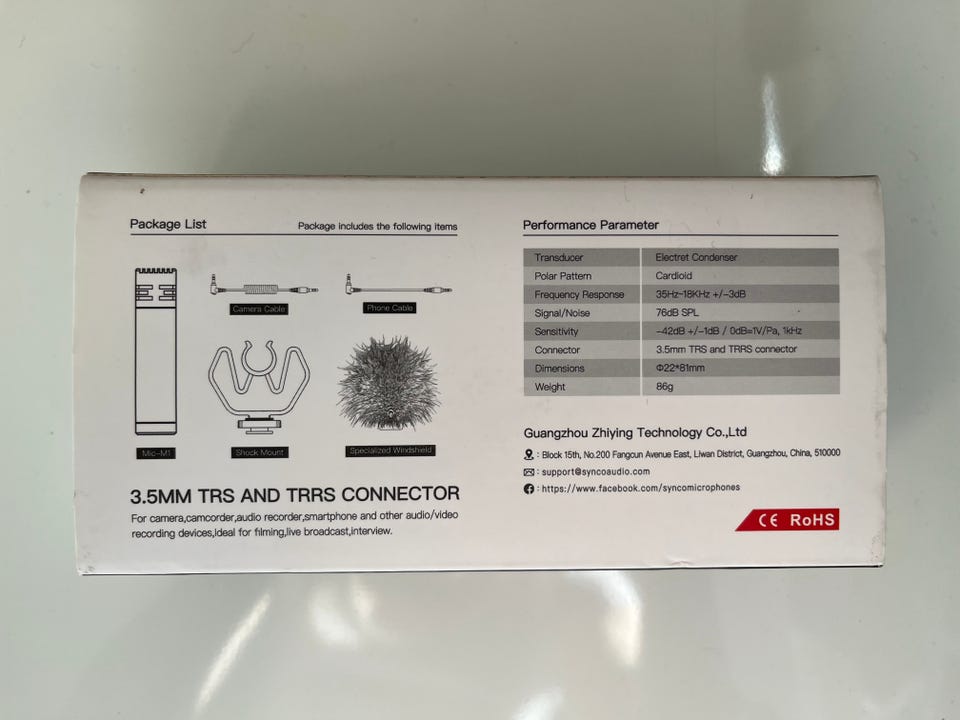 Package List
Package includes the following items
Camera Cable
Phone Cable
Mic-M1
Shock Mount
Specialized Windshield
3.5MM TRS AND TRRS CONNECTOR
For camera,camcorder,audio recorder,smartphone and other audio/video
recording devices,ideal for filming,live broadcast,interview.
Performance Parameter
Transducer Electret Condenser
Polar Pattern Cardioid
Frequency Response 35Hz~18KHz +/-3dB
Signal/Noise 76dB SPL
Sensitivity -42dB +/-1dB / 0dB=1V/Pa, 1kHz
Connector 3.5mm TRS and TRRS connector
Dimensions Φ22*81mm
Weight 86g
Guangzhou Zhiying Technology Co.,Ltd
: Block 15th, No.200 Fangcun Avenue East, Liwan District, Guangzhou, China, 510000
: support@syncoaudio.com
: https://www.facebook.com/syncomicrophones
CE RoHS